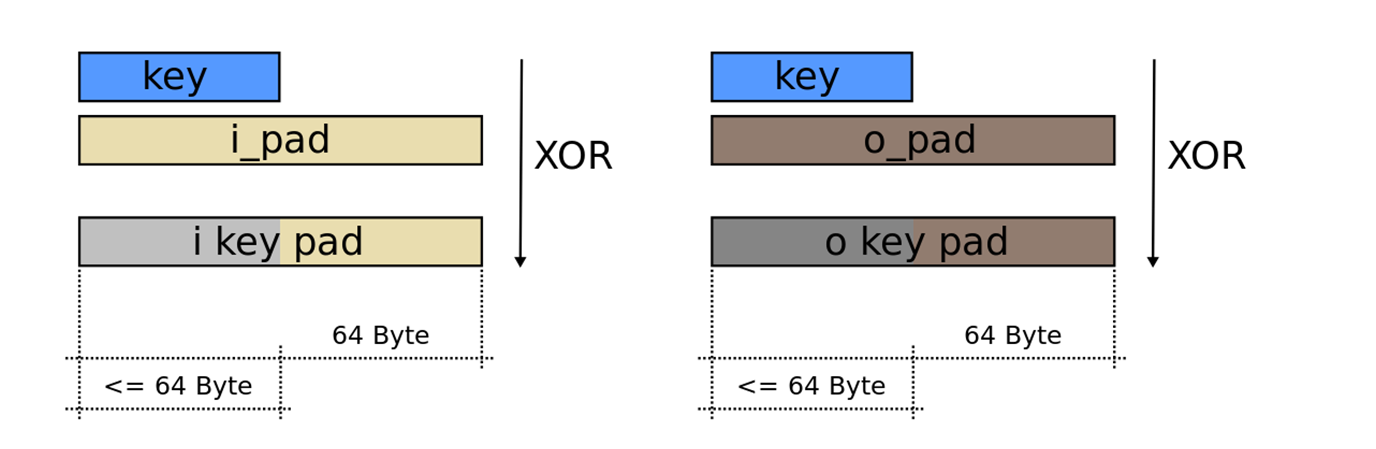 key
i_pad
XOR
i key pad
64 Byte
<= 64 Byte
key
o_pad
XOR
o key pad
64 Byte
<= 64 Byte